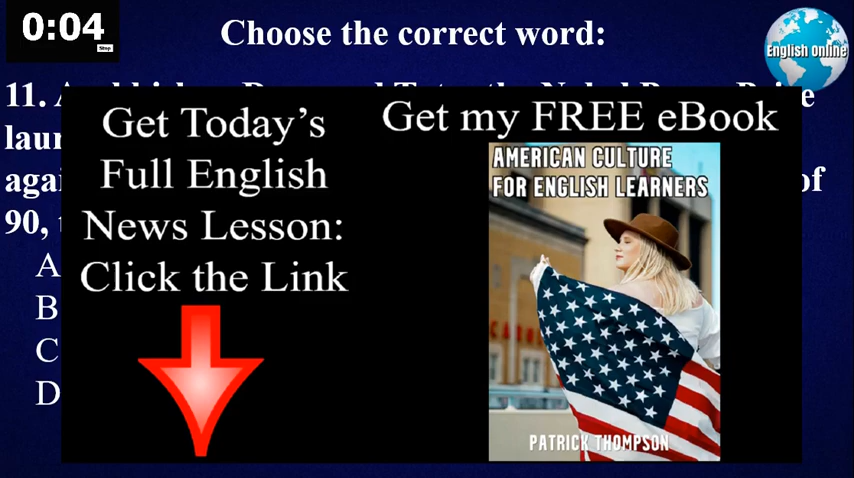 0:04
Stop
Choose the correct word:
English Online
11.
laur
agai
of
90,
A
B
C
D
Get Today's
Full English
News Lesson:
Click the Link
Get my FREE eBook
AMERICAN CULTURE
FOR ENGLISH LEARNERS
PATRICK THOMPSON